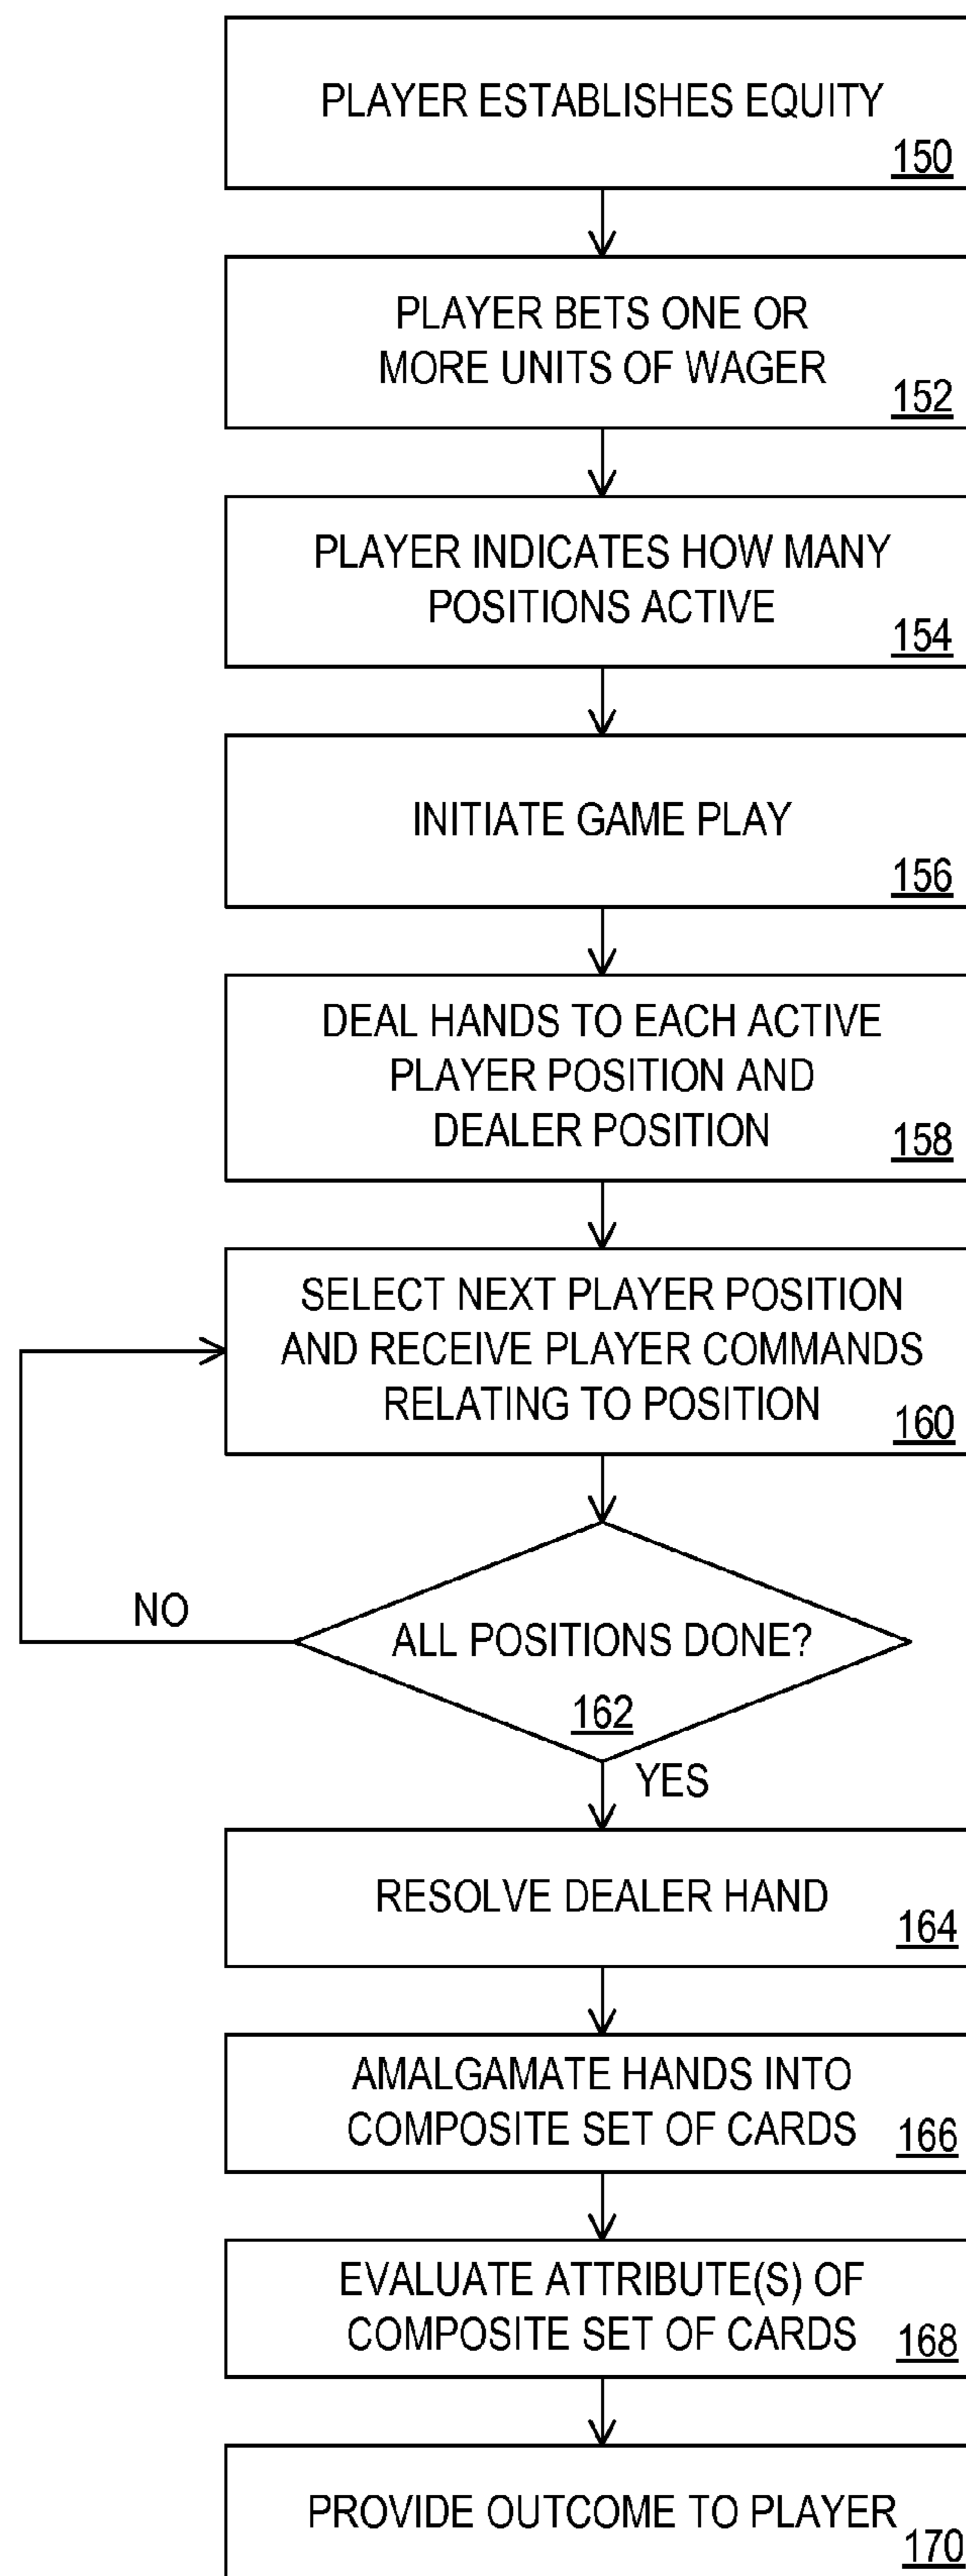 PLAYER ESTABLISHES EQUITY
150
PLAYER BETS ONE OR
MORE UNITS OF WAGER
152
PLAYER INDICATES HOW MANY
POSITIONS ACTIVE
154
INITIATE GAME PLAY
156
DEAL HANDS TO EACH ACTIVE
PLAYER POSITION AND
DEALER POSITION
158
SELECT NEXT PLAYER POSITION
AND RECEIVE PLAYER COMMANDS
RELATING TO POSITION
160
NO
ALL POSITIONS DONE?
162
YES
RESOLVE DEALER HAND
164
AMALGAMATE HANDS INTO
COMPOSITE SET OF CARDS
166
EVALUATE ATTRIBUTE(S) OF
COMPOSITE SET OF CARDS
168
PROVIDE OUTCOME TO PLAYER
170